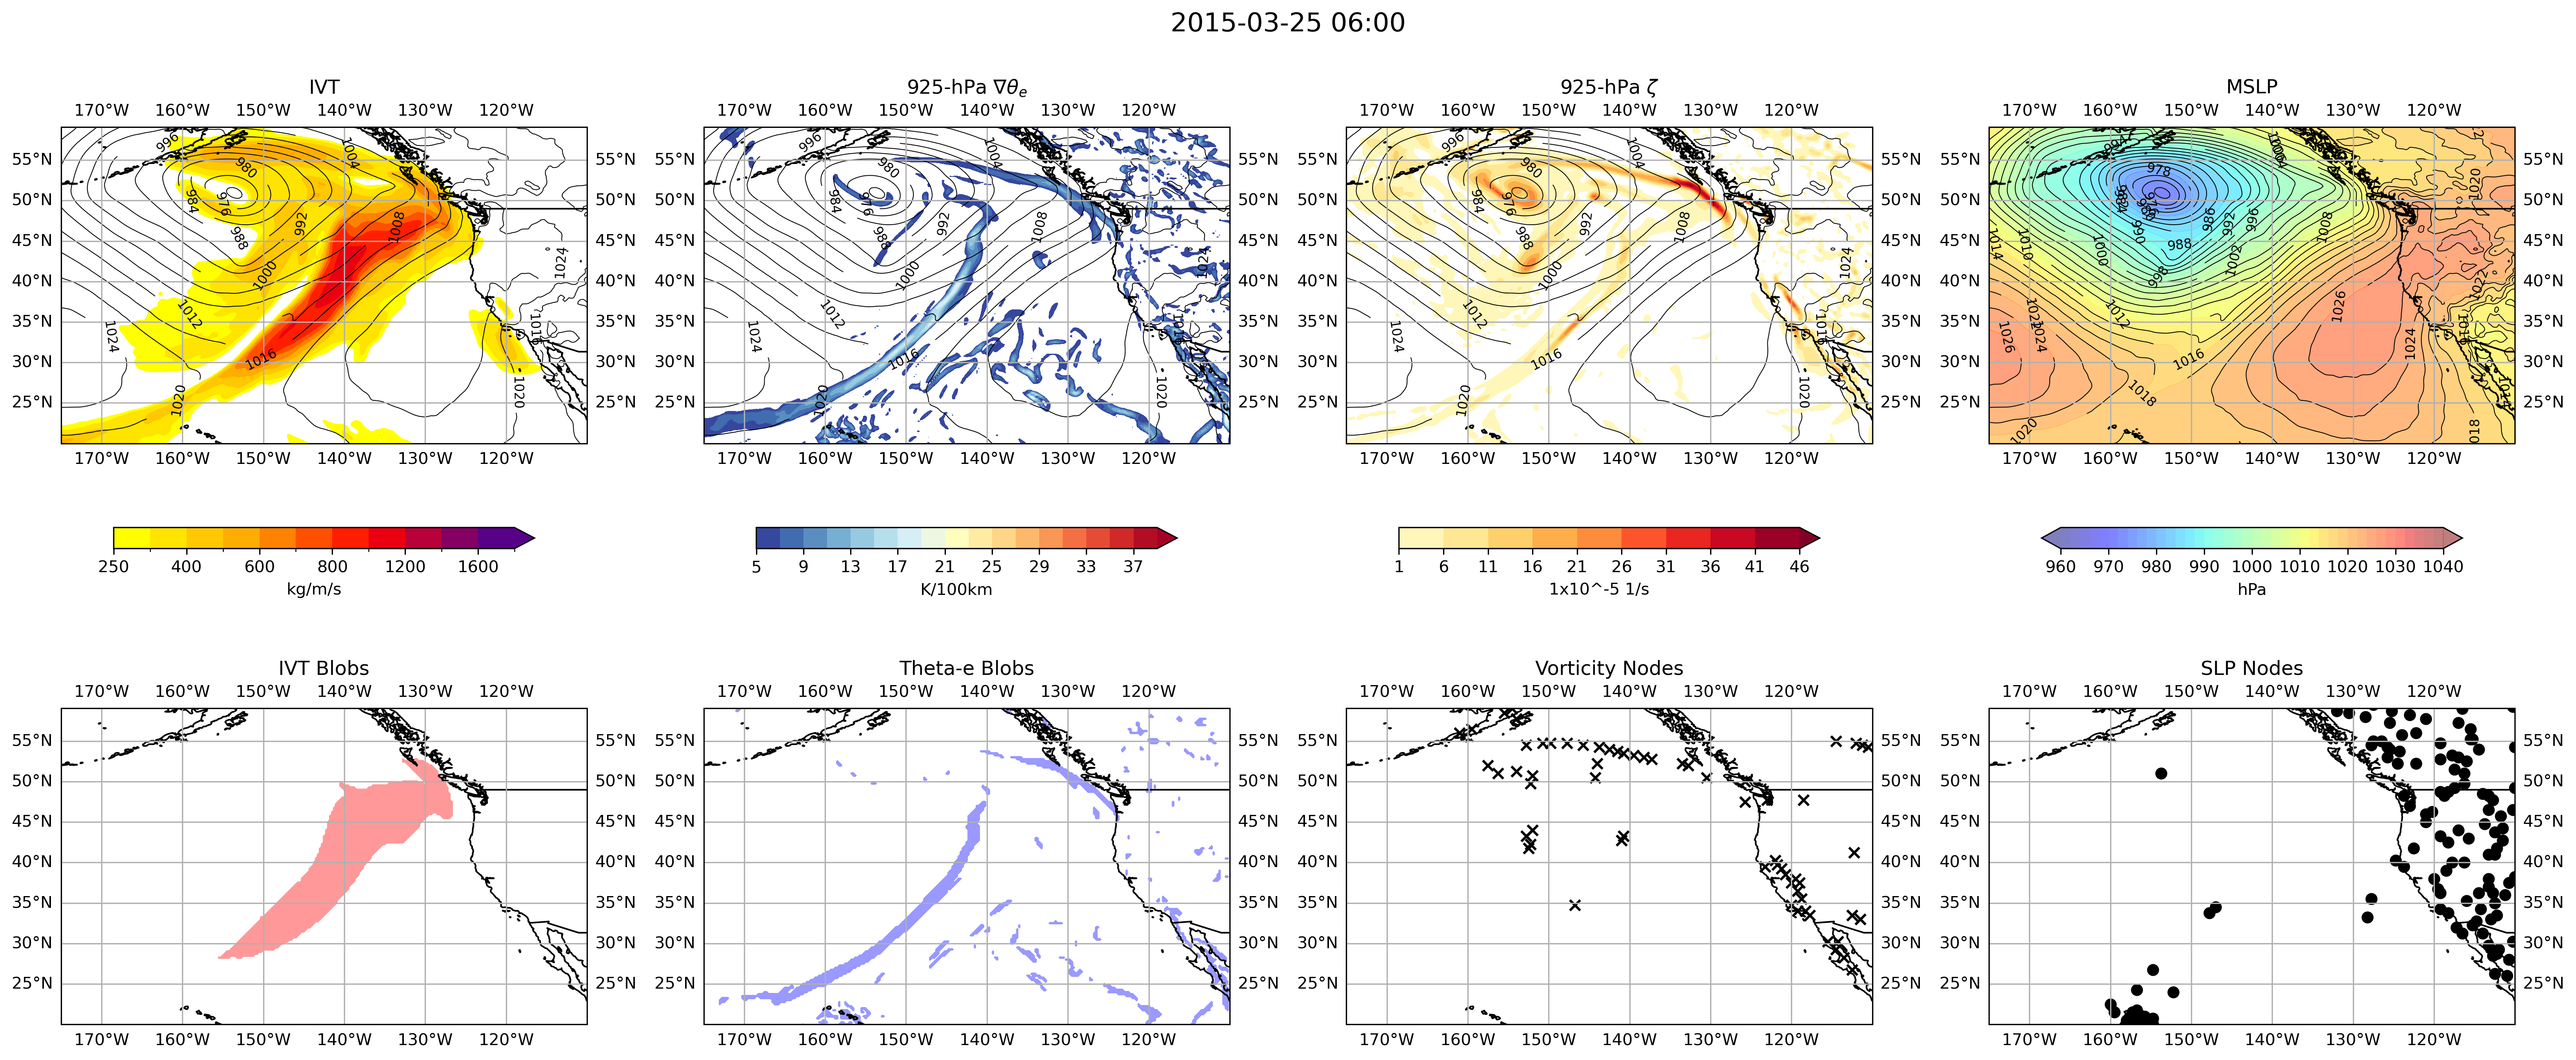 2015-03-25 06:00
IVT
925-hPa ∇θe
925-hPa ζ
MSLP
170°W 160°W 150°W 140°W 130°W 120°W
170°W 160°W 150°W 140°W 130°W 120°W
170°W 160°W 150°W 140°W 130°W 120°W
170°W 160°W 150°W 140°W 130°W 120°W
55°N 55°N 55°N 55°N 55°N 55°N 55°N 55°N
50°N 50°N 50°N 50°N 50°N 50°N 50°N 50°N
45°N 45°N 45°N 45°N 45°N 45°N 45°N 45°N
40°N 40°N 40°N 40°N 40°N 40°N 40°N 40°N
35°N 35°N 35°N 35°N 35°N 35°N 35°N 35°N
30°N 30°N 30°N 30°N 30°N 30°N 30°N 30°N
25°N 25°N 25°N 25°N 25°N 25°N 25°N 25°N
996 1004 980 984 976 992 988 1008 1000 1012 1024 1024 1016 1016 1020 1020
996 1004 980 984 976 992 988 1008 1000 1012 1024 1024 1016 1020 1020
996 1004 980 984 976 992 988 1008 1000 1012 1024 1024 1016 1016 1020 1020
978 1020 986 992 996 1008 988 1014 1010 1000 1002 998 1022 1026 1012 1024 1026 1024 1016 1018 1020 1018
170°W 160°W 150°W 140°W 130°W 120°W
170°W 160°W 150°W 140°W 130°W 120°W
170°W 160°W 150°W 140°W 130°W 120°W
170°W 160°W 150°W 140°W 130°W 120°W
250 400 600 800 1200 1600
kg/m/s
5 9 13 17 21 25 29 33 37
K/100km
1 6 11 16 21 26 31 36 41 46
1x10^-5 1/s
960 970 980 990 1000 1010 1020 1030 1040
hPa
IVT Blobs
Theta-e Blobs
Vorticity Nodes
SLP Nodes
170°W 160°W 150°W 140°W 130°W 120°W
170°W 160°W 150°W 140°W 130°W 120°W
170°W 160°W 150°W 140°W 130°W 120°W
170°W 160°W 150°W 140°W 130°W 120°W
55°N 55°N 55°N 55°N 55°N 55°N 55°N 55°N
50°N 50°N 50°N 50°N 50°N 50°N 50°N 50°N
45°N 45°N 45°N 45°N 45°N 45°N 45°N 45°N
40°N 40°N 40°N 40°N 40°N 40°N 40°N 40°N
35°N 35°N 35°N 35°N 35°N 35°N 35°N 35°N
30°N 30°N 30°N 30°N 30°N 30°N 30°N 30°N
25°N 25°N 25°N 25°N 25°N 25°N 25°N 25°N
170°W 160°W 150°W 140°W 130°W 120°W
170°W 160°W 150°W 140°W 130°W 120°W
170°W 160°W 150°W 140°W 130°W 120°W
170°W 160°W 150°W 140°W 130°W 120°W